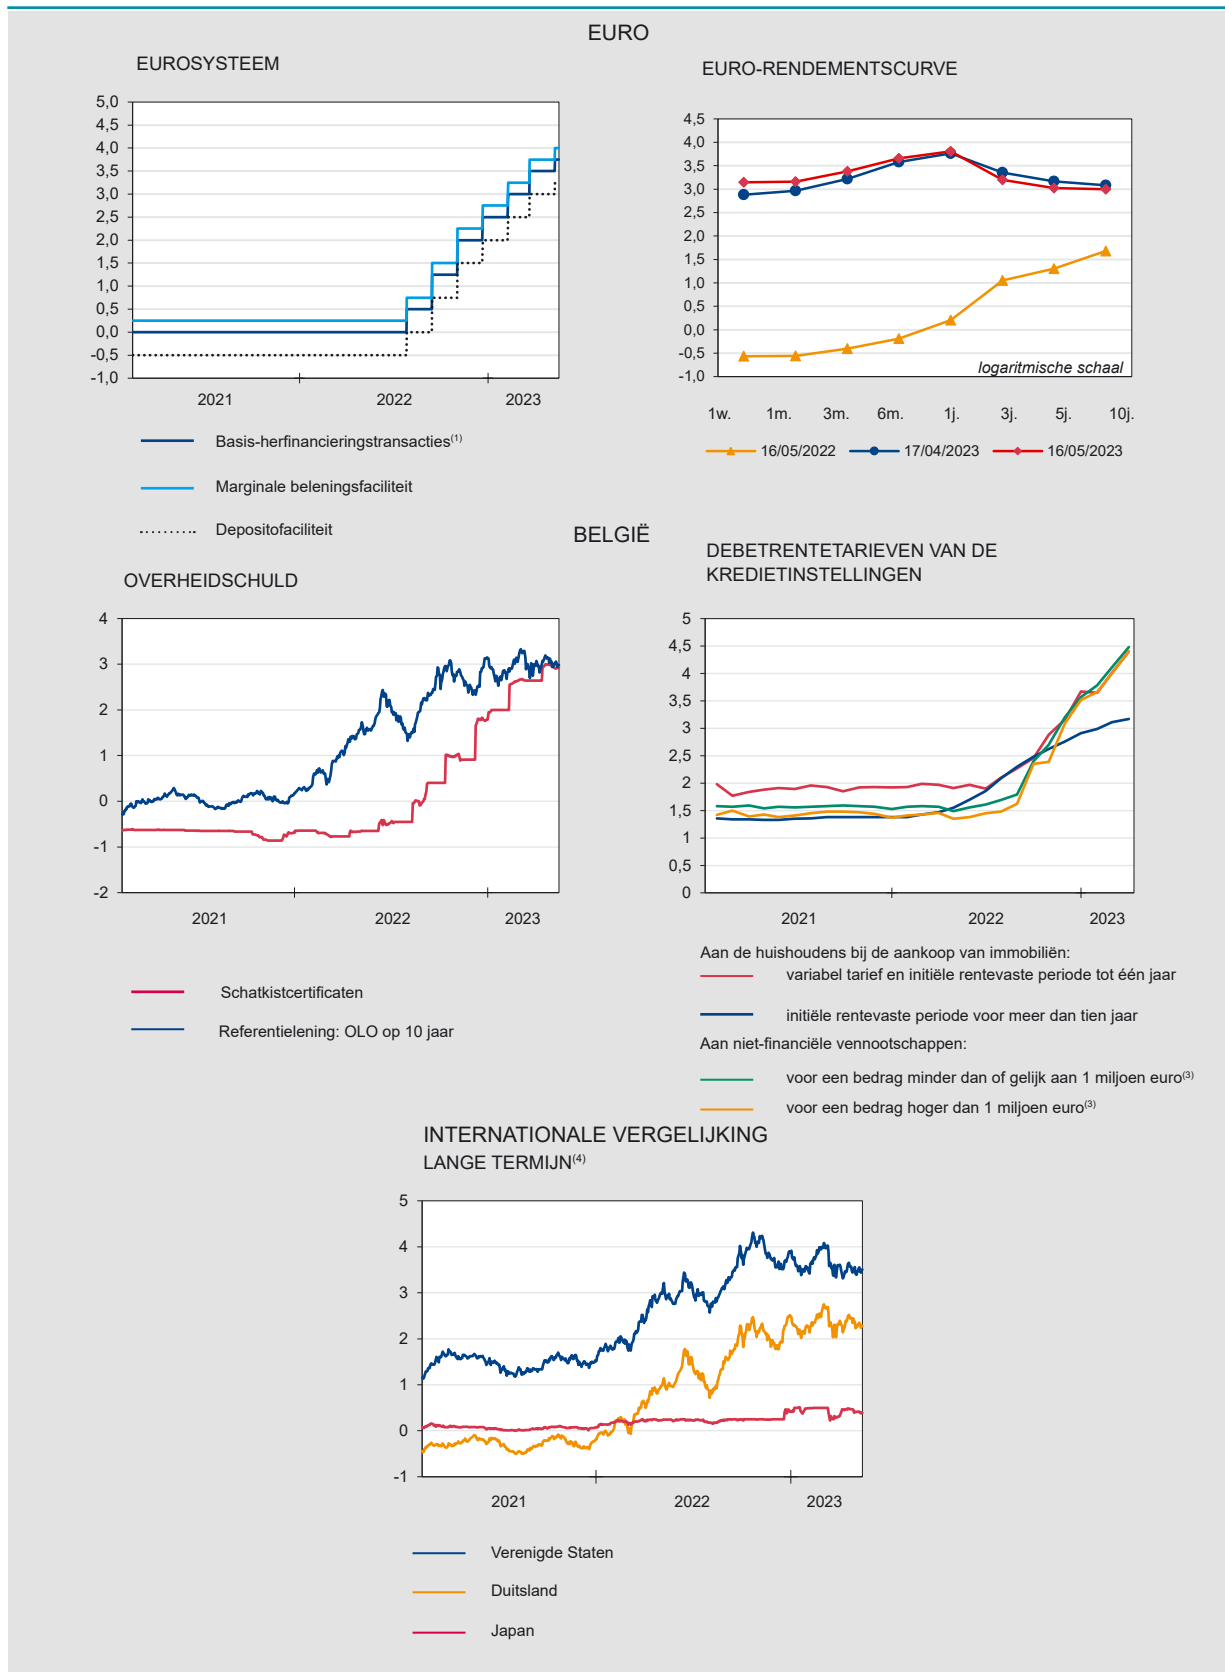 EURO
EUROSYSTEEM
5,0
4,5
4,0
3,5
3,0
2,5
2,0
1,5
1,0
0,5
0,0
-0,5
-1,0
2021 2022 2023
Basis-herfinancieringstransacties(1)
Marginale beleningsfaciliteit
Depositofaciliteit
EURO-RENDEMENTSCURVE
4,5
4,0
3,5
3,0
2,5
2,0
1,5
1,0
0,0
-0,5
-1,0
logaritmische schaal
1w. 1m. 3m. 6m. 1j. 3j. 5j. 10j.
16/05/2022 17/04/2023 16/05/2023
BELGIË
OVERHEIDSCHULD
4
3
2
1
0
-1
-2
2021 2022 2023
Schatkistcertificaten
Referentielening: OLO op 10 jaar
DEBETRENTETARIEVEN VAN DE
KREDIETINSTELLINGEN
5
4,5
4
3,5
3
2,5
2
1,5
1
0,5
0
2021 2022 2023
Aan de huishoudens bij de aankoop van immobiliën:
variabel tarief en initiële rentevaste periode tot één jaar
initiële rentevaste periode voor meer dan tien jaar
Aan niet-financiële vennootschappen:
voor een bedrag minder dan of gelijk aan 1 miljoen euro(3)
voor een bedrag hoger dan 1 miljoen euro(3)
INTERNATIONALE VERGELIJKING
LANGE TERMIJN(4)
5
4
3
2
1
0
-1
2021 2022 2023
Verenigde Staten
Duitsland
Japan